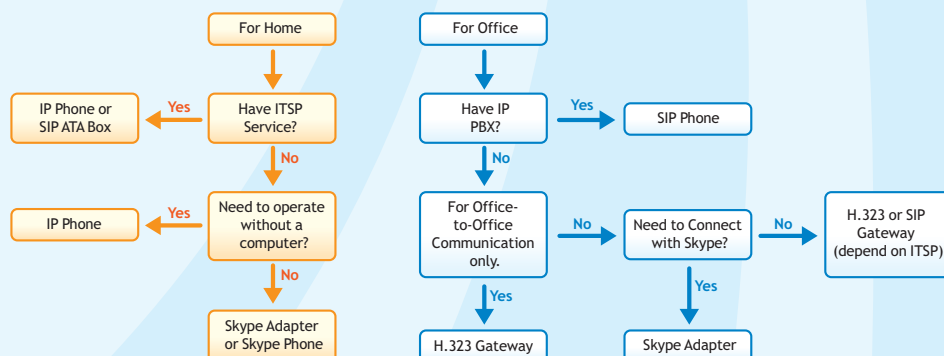 For Home
Have ITSP
Service?
Yes
IP Phone or
SIP ATA Box
No
Need to operate
without a
computer?
Yes
IP Phone
No
Skype Adapter
or Skype Phone
For Office
Have IP
PBX?
Yes
SIP Phone
No
For Office-
to-Office
Communication
only.
No
Need to Connect
with Skype?
No
H.323 or SIP
Gateway
(depend on ITSP)
Yes
H.323 Gateway
Yes
Skype Adapter